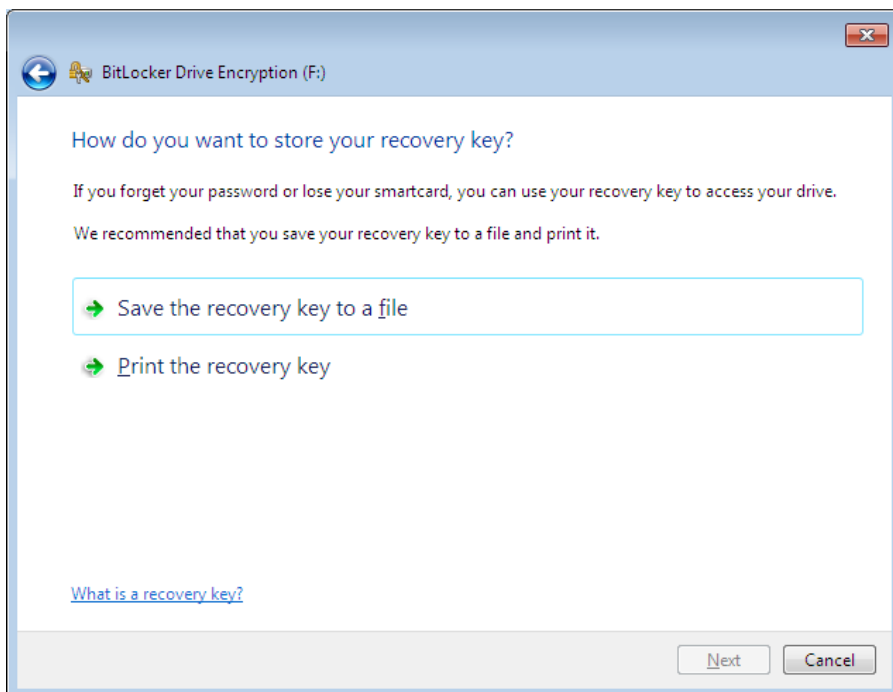 BitLocker Drive Encryption (F:)
How do you want to store your recovery key?
If you forget your password or lose your smartcard, you can use your recovery key to access your drive.
We recommended that you save your recovery key to a file and print it.
Save the recovery key to a file
Print the recovery key
What is a recovery key?
Next Cancel